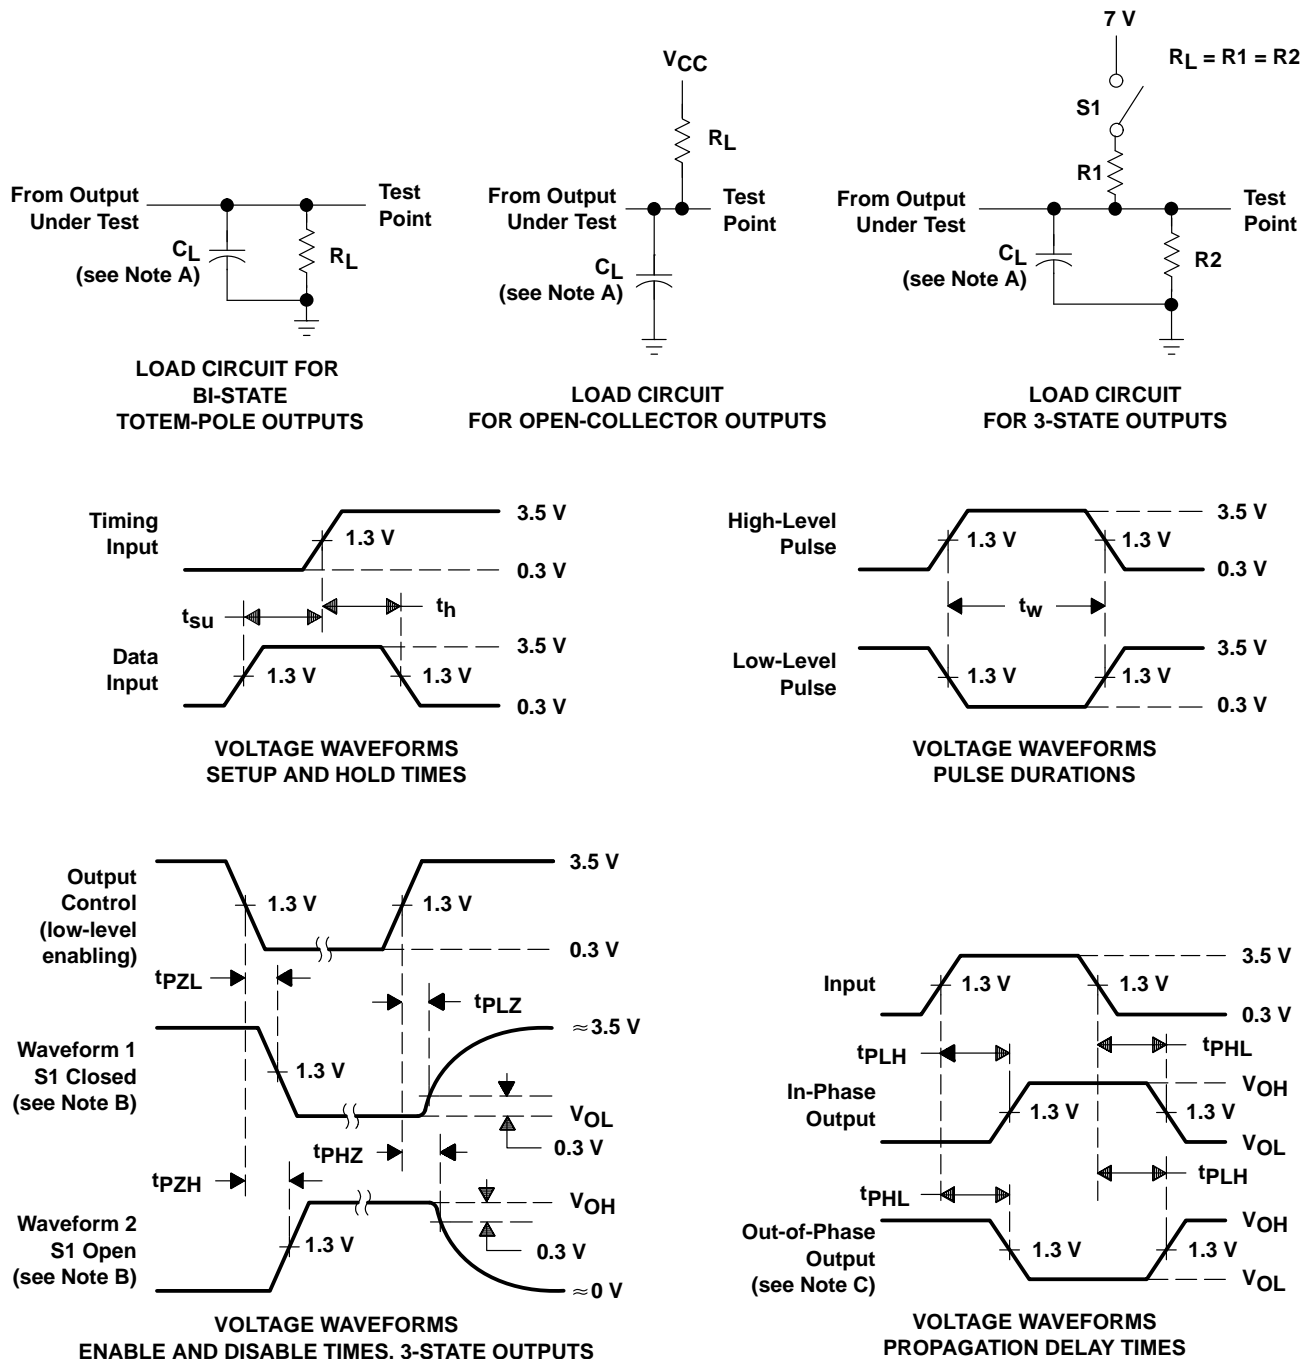 From Output
Under Test
CL
(see Note A)
RL
Test
Point
LOAD CIRCUIT FOR
BI-STATE
TOTEM-POLE OUTPUTS
VCC
RL
From Output
Under Test
Test
Point
CL
(see Note A)
LOAD CIRCUIT
FOR OPEN-COLLECTOR OUTPUTS
7 V
RL = R1 = R2
S1
R1
From Output
Under Test
Test
Point
CL
(see Note A)
R2
LOAD CIRCUIT
FOR 3-STATE OUTPUTS
Timing
Input
1.3 V
3.5 V
0.3 V
tsu
th
Data
Input
1.3 V
1.3 V
3.5 V
0.3 V
VOLTAGE WAVEFORMS
SETUP AND HOLD TIMES
High-Level
Pulse
1.3 V
1.3 V
3.5 V
0.3 V
tw
Low-Level
Pulse
1.3 V
1.3 V
3.5 V
0.3 V
VOLTAGE WAVEFORMS
PULSE DURATIONS
Output
Control
(low-level
enabling)
1.3 V
1.3 V
3.5 V
0.3 V
tPZL
tPLZ
Waveform 1
S1 Closed
(see Note B)
1.3 V
≈3.5 V
VOL
0.3 V
tPHZ
tPZH
Waveform 2
S1 Open
(see Note B)
1.3 V
VOH
0.3 V
≈0 V
VOLTAGE WAVEFORMS
ENABLE AND DISABLE TIMES, 3-STATE OUTPUTS
Input
1.3 V
1.3 V
3.5 V
0.3 V
tPLH
tPHL
In-Phase
Output
1.3 V
1.3 V
VOH
VOL
tPHL
tPLH
Out-of-Phase
Output
(see Note C)
1.3 V
1.3 V
VOH
VOL
VOLTAGE WAVEFORMS
PROPAGATION DELAY TIMES